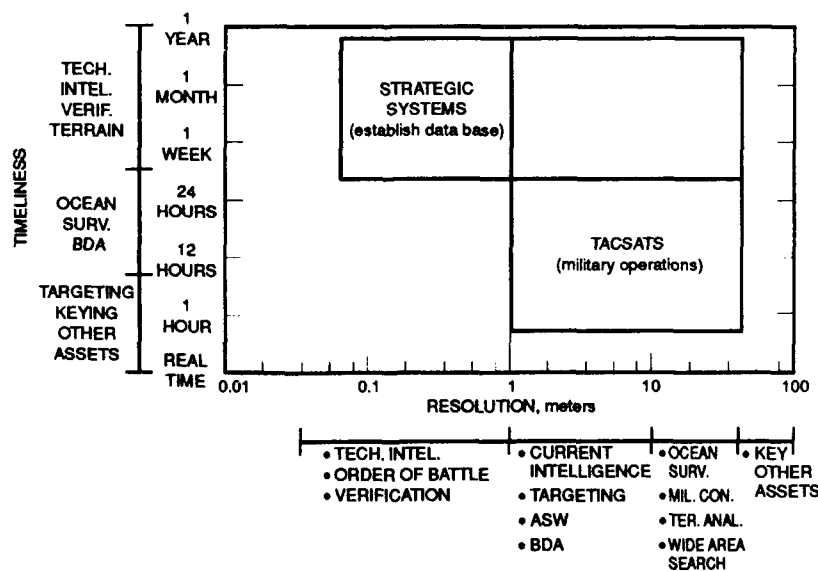 TIMELINESS
TECH.
INTEL.
VERIF.
TERRAIN
OCEAN
SURV.
BDA
TARGETING
KEYING
OTHER
ASSETS
1
YEAR
1
MONTH
1
WEEK
24
HOURS
12
HOURS
1
HOUR
REAL
TIME
STRATEGIC
SYSTEMS
(establish data base)
TACSATS
(military operations)
0.01 0.1 1 10 100
RESOLUTION, meters
• TECH. INTEL.
• ORDER OF BATTLE
• VERIFICATION
• CURRENT
INTELLIGENCE
• TARGETING
• ASW
• BDA
• OCEAN
SURV.
• MIL. CON.
• TER. ANAL.
• WIDE AREA
SEARCH
• KEY
OTHER
ASSETS